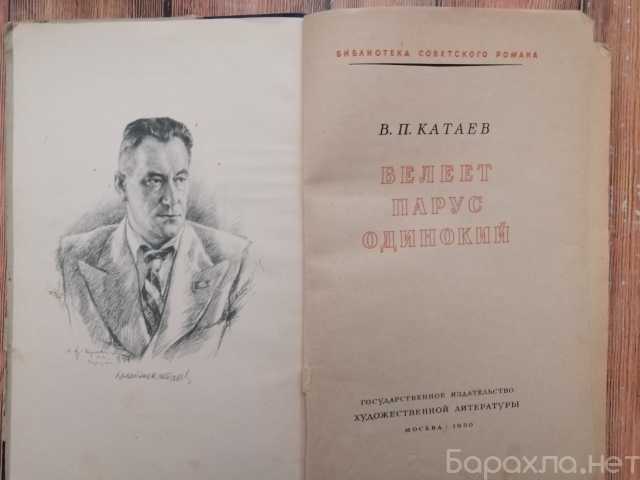 БИБЛИОТЕКА СОВЕТСКОГО РОМАНА
В. П. КАТАЕВ
БЕЛЕЕТ
ПАРУС
ОДИНОКИЙ
ГОСУДАРСТВЕННОЕ ИЗДАТЕЛЬСТВО
ХУДОЖЕСТВЕННОЙ ЛИТЕРАТУРЫ
МОСКВА / 1950
Барахла.нет